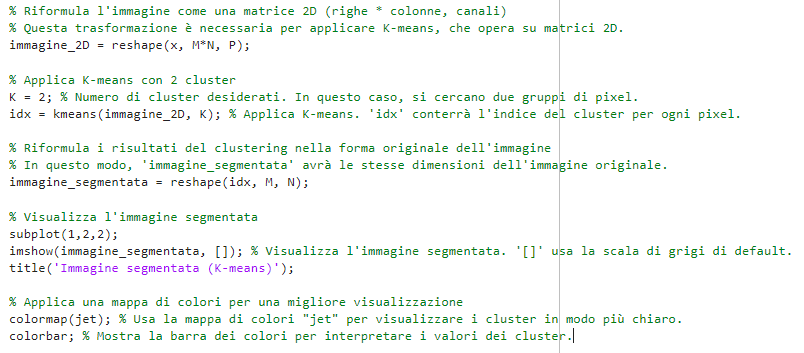 % Riformula l'immagine come una matrice 2D (righe * colonne, canali)
% Questa trasformazione è necessaria per applicare K-means, che opera su matrici 2D.
immagine_2D = reshape(x, M*N, P);
% Applica K-means con 2 cluster
K = 2; % Numero di cluster desiderati. In questo caso, si cercano due gruppi di pixel.
idx = kmeans(immagine_2D, K); % Applica K-means. 'idx' conterrà l'indice del cluster per ogni pixel.
% Riformula i risultati del clustering nella forma originale dell'immagine
% In questo modo, 'immagine_segmentata' avrà le stesse dimensioni dell'immagine originale.
immagine_segmentata = reshape(idx, M, N);
% Visualizza l'immagine segmentata
subplot(1,2,2);
imshow(immagine_segmentata, []); % Visualizza l'immagine segmentata. '[]' usa la scala di grigi di default.
title('Immagine segmentata (K-means)');
% Applica una mappa di colori per una migliore visualizzazione
colormap(jet); % Usa la mappa di colori "jet" per visualizzare i cluster in modo più chiaro.
colorbar; % Mostra la barra dei colori per interpretare i valori dei cluster.